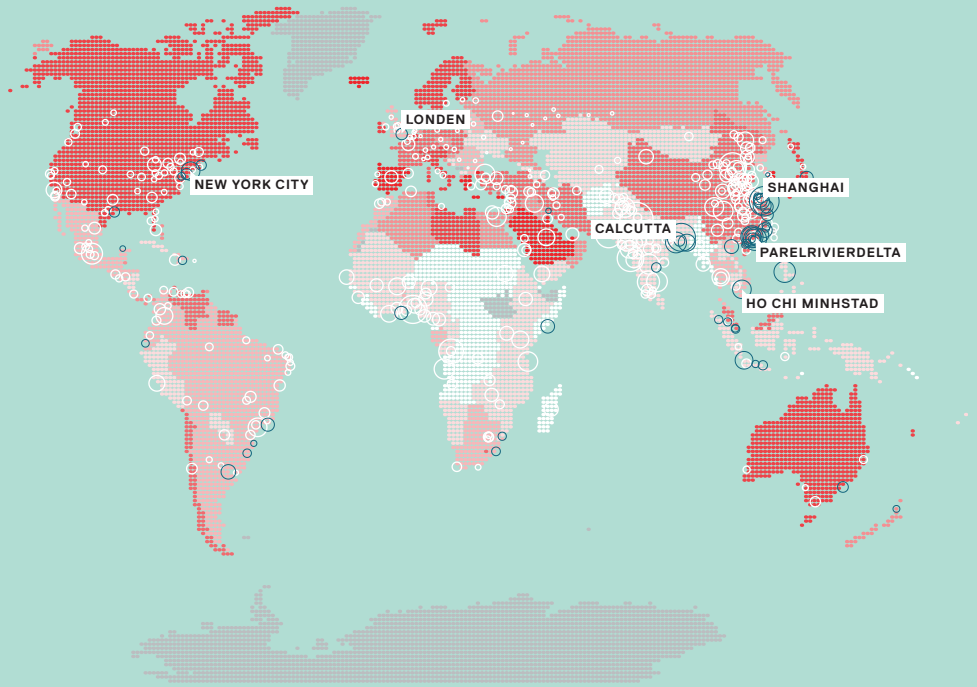 LONDEN
NEW YORK CITY
SHANGHAI
CALCUTTA
PARELRIVIERDELTA
HO CHI MINHSTAD